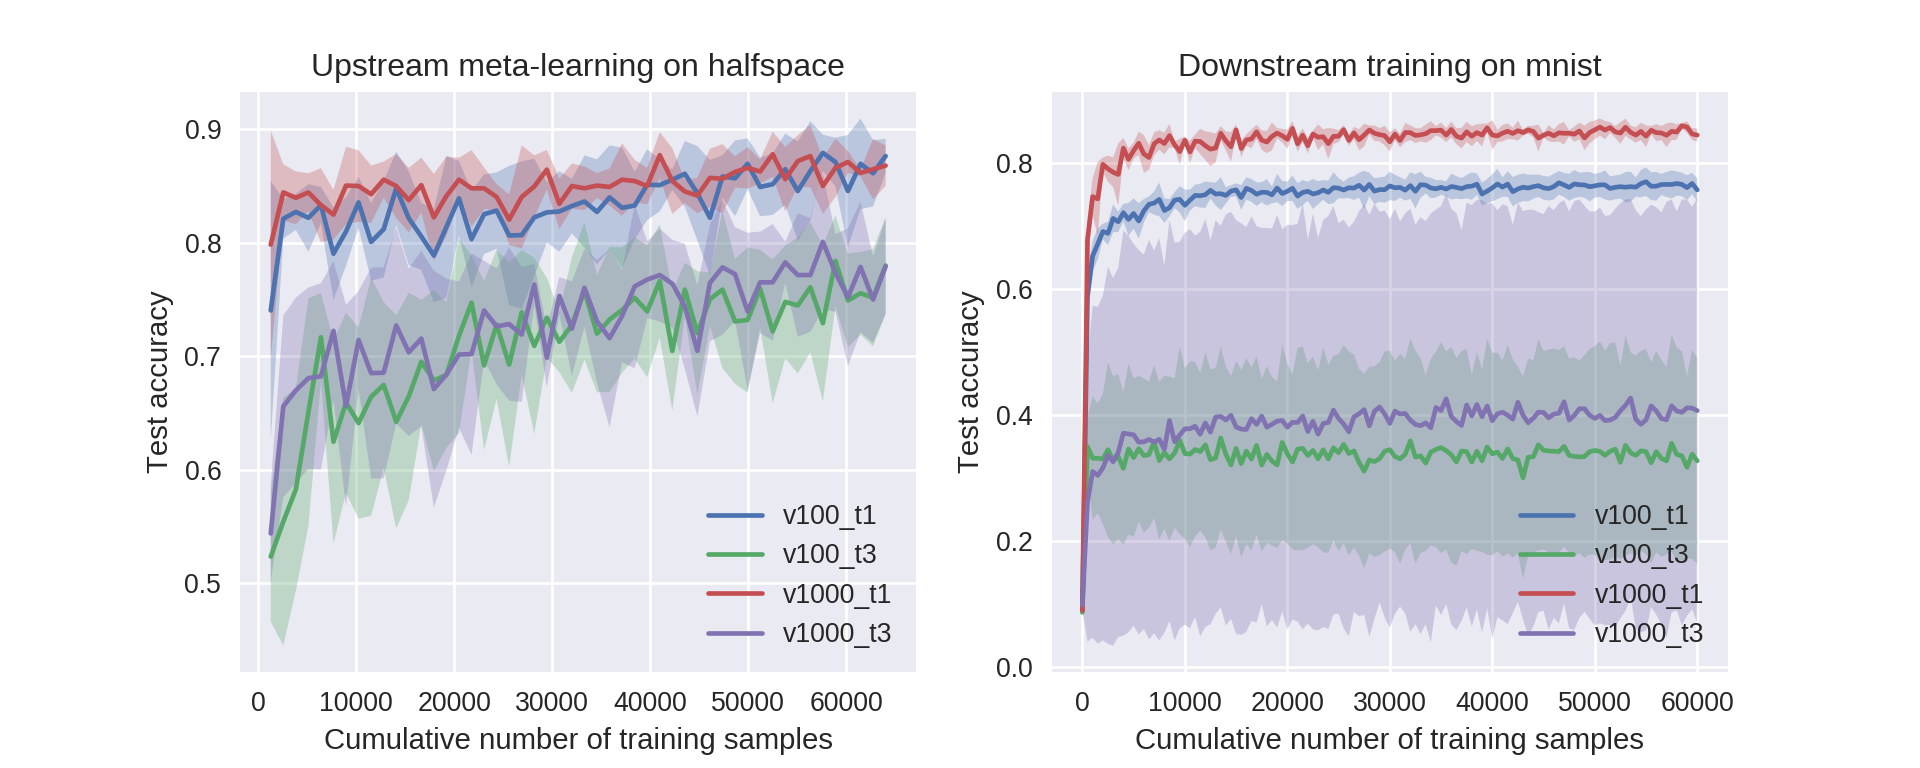 Upstream meta-learning on halfspace
Test accuracy
0.9
0.8
0.7
0.6
0.5
0 10000 20000 30000 40000 50000 60000
Cumulative number of training samples
v100_t1
v100_t3
v1000_t1
v1000_t3
Downstream training on mnist
Test accuracy
0.8
0.6
0.4
0.2
0.0
0 10000 20000 30000 40000 50000 60000
Cumulative number of training samples
v100_t1
v100_t3
v1000_t1
v1000_t3